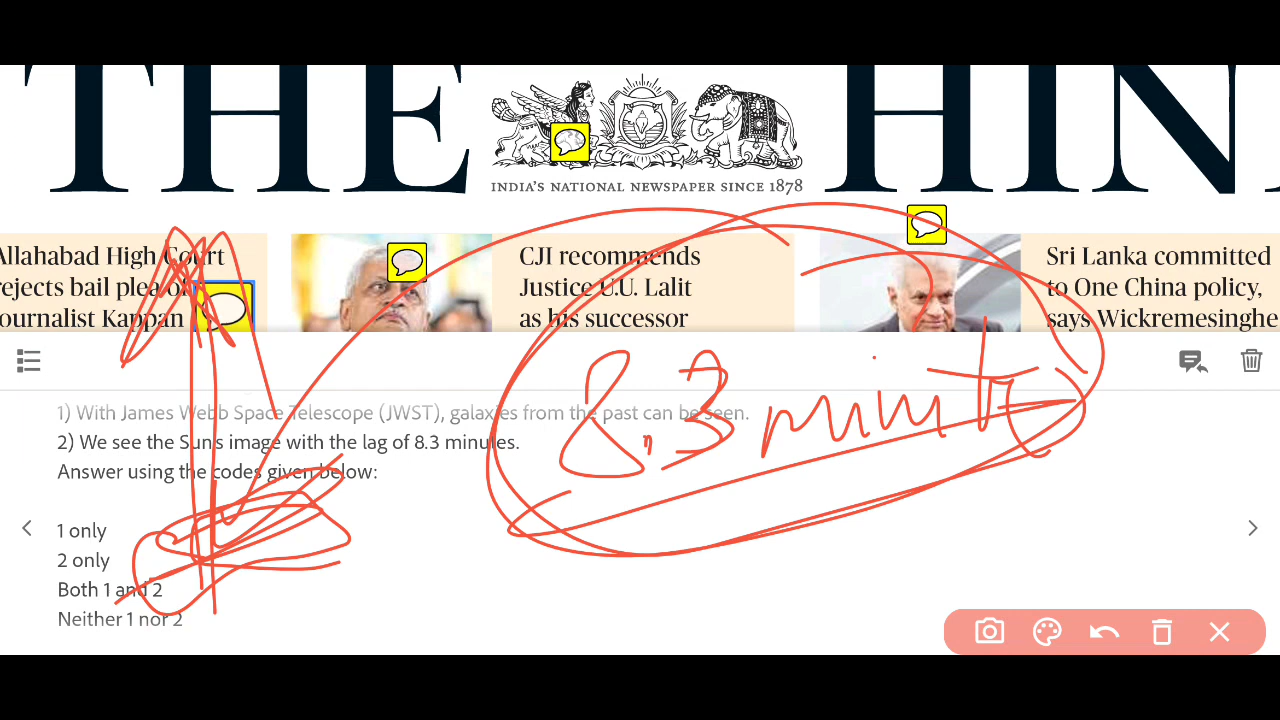 THE HIN
INDIA'S NATIONAL NEWSPAPER SINCE 1878
Allahabad High Court
rejects bail plea of
ournalist Kappan
CJI recommends
Justice U.U. Lalit
as his successor
Sri Lanka committed
to One China policy,
says Wickremesinghe
8.3 minute
1) With James Webb Space Telescope (JWST), galaxies from the past can be seen.
2) We see the Suns image with the lag of 8.3 minutes.
Answer using the codes given below:
1 only
2 only
Both 1 and 2
Neither 1 nor 2